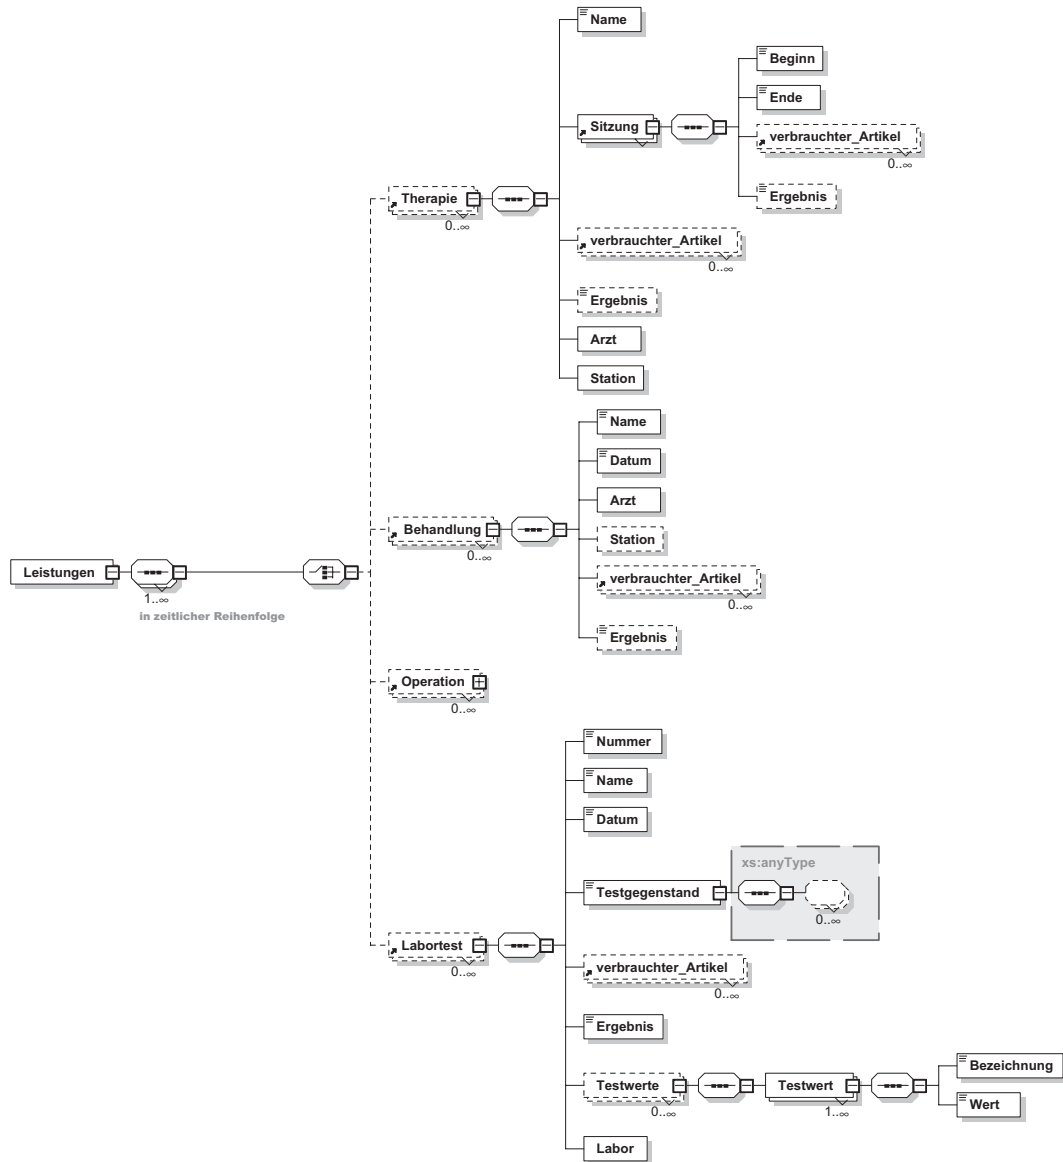 Name
Beginn
Ende
Sitzung
verbrauchter_Artikel
0..∞
Ergebnis
Therapie
0..∞
verbrauchter_Artikel
0..∞
Ergebnis
Arzt
Station
Name
Datum
Arzt
Behandlung
0..∞
Station
verbrauchter_Artikel
0..∞
Ergebnis
Leistungen
1..∞
in zeitlicher Reihenfolge
Operation
0..∞
Nummer
Name
Datum
xs:anyType
Testgegenstand
0..∞
Labortest
0..∞
verbrauchter_Artikel
0..∞
Ergebnis
Testwerte
0..∞
Testwert
1..∞
Bezeichnung
Wert
Labor